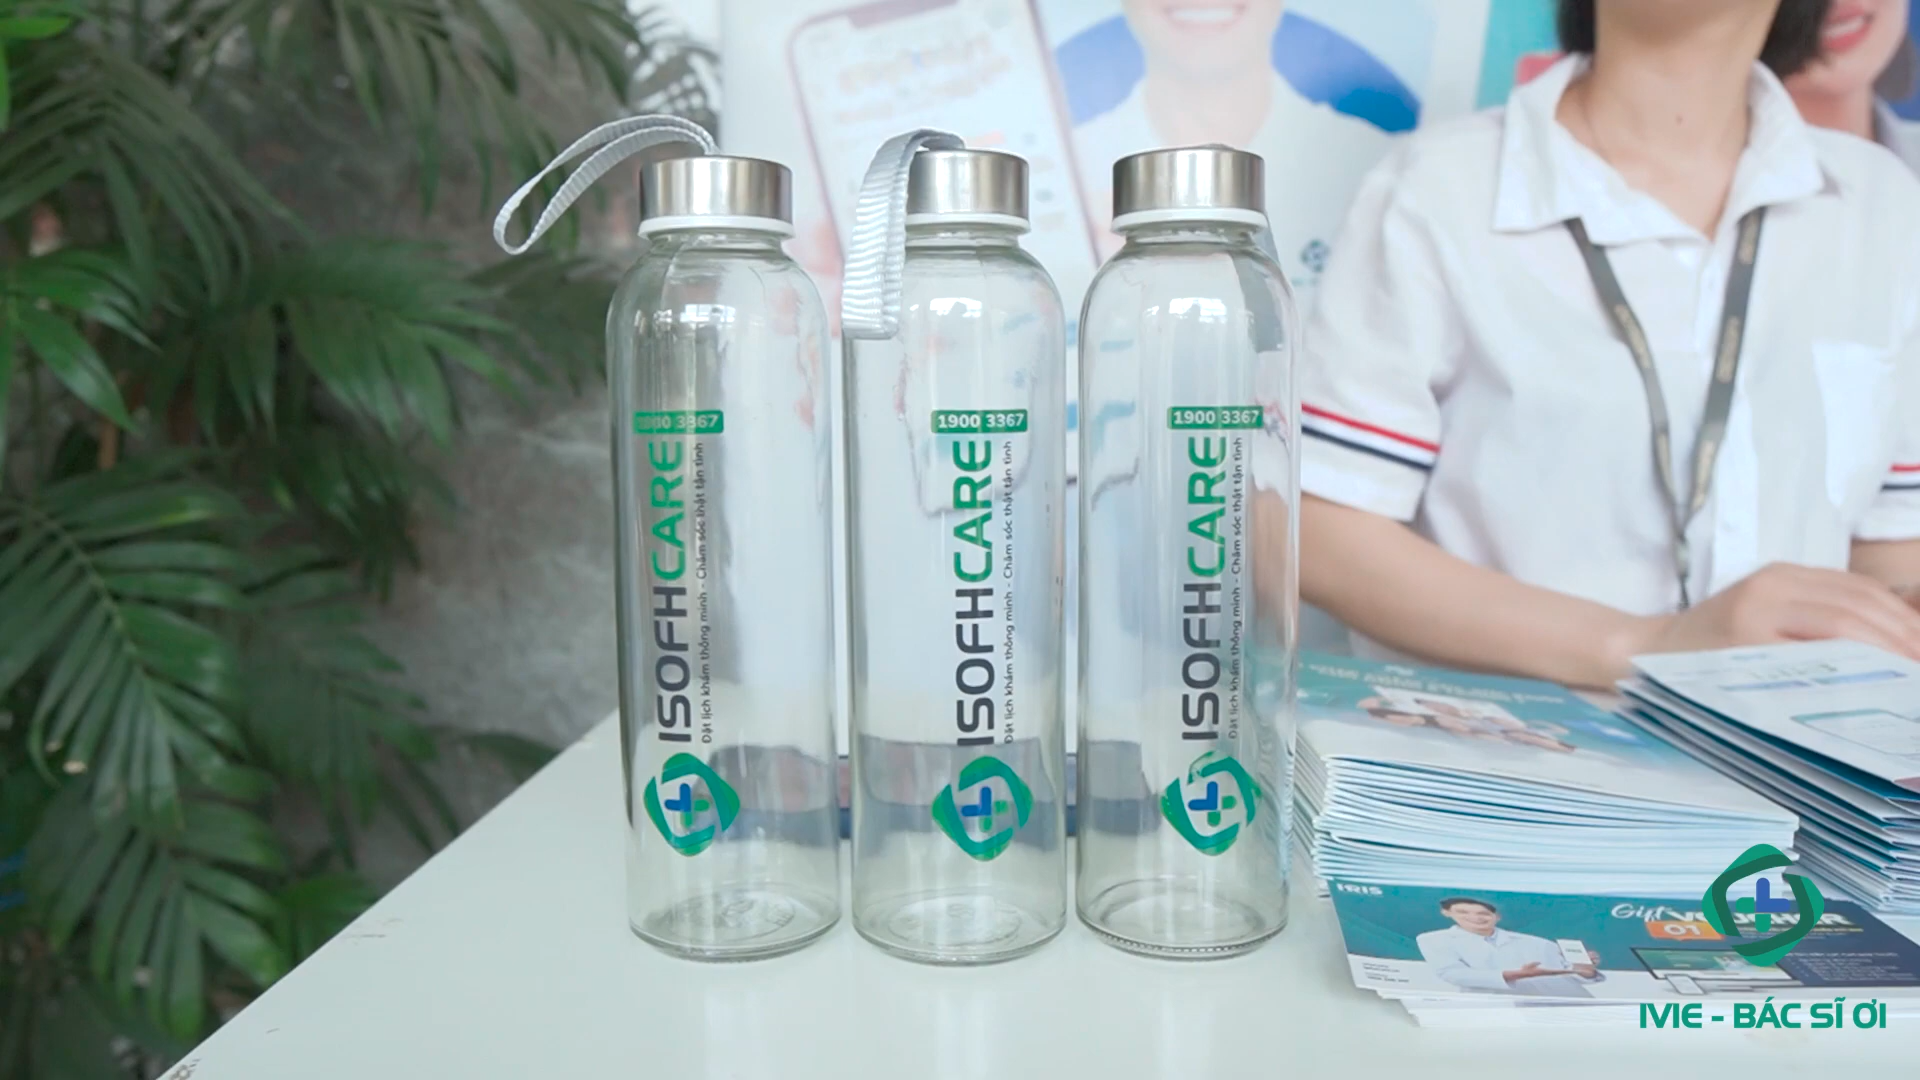 1900 3367
ISOFHCARE
Đặt lịch khám thông minh - Chăm sóc thật tận tình
1900 3367
ISOFHCARE
Đặt lịch khám thông minh - Chăm sóc thật tận tình
1900 3367
ISOFHCARE
Đặt lịch khám thông minh - Chăm sóc thật tận tình
IRIS
Gift VOUCHER
01
IVIE - BÁC SĨ ƠI